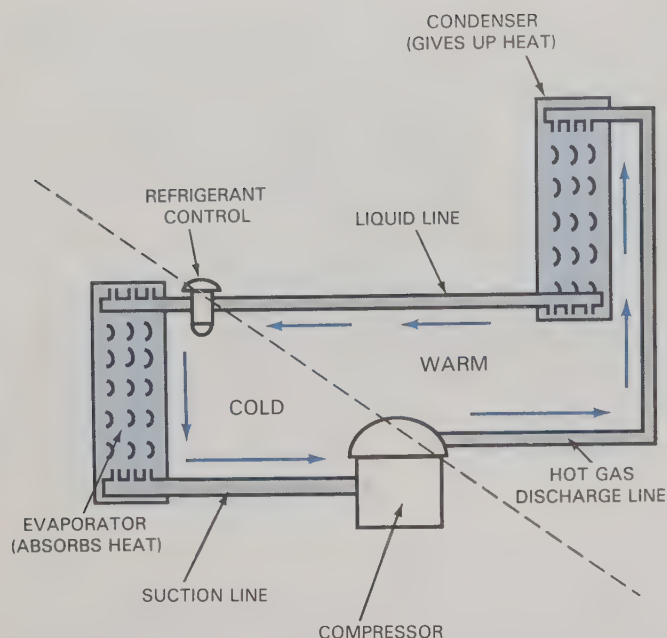 CONDENSER
(GIVES UP HEAT)
REFRIGERANT
CONTROL
LIQUID LINE
WARM
COLD
HOT GAS
DISCHARGE LINE
EVAPORATOR
(ABSORBS HEAT)
SUCTION LINE
COMPRESSOR